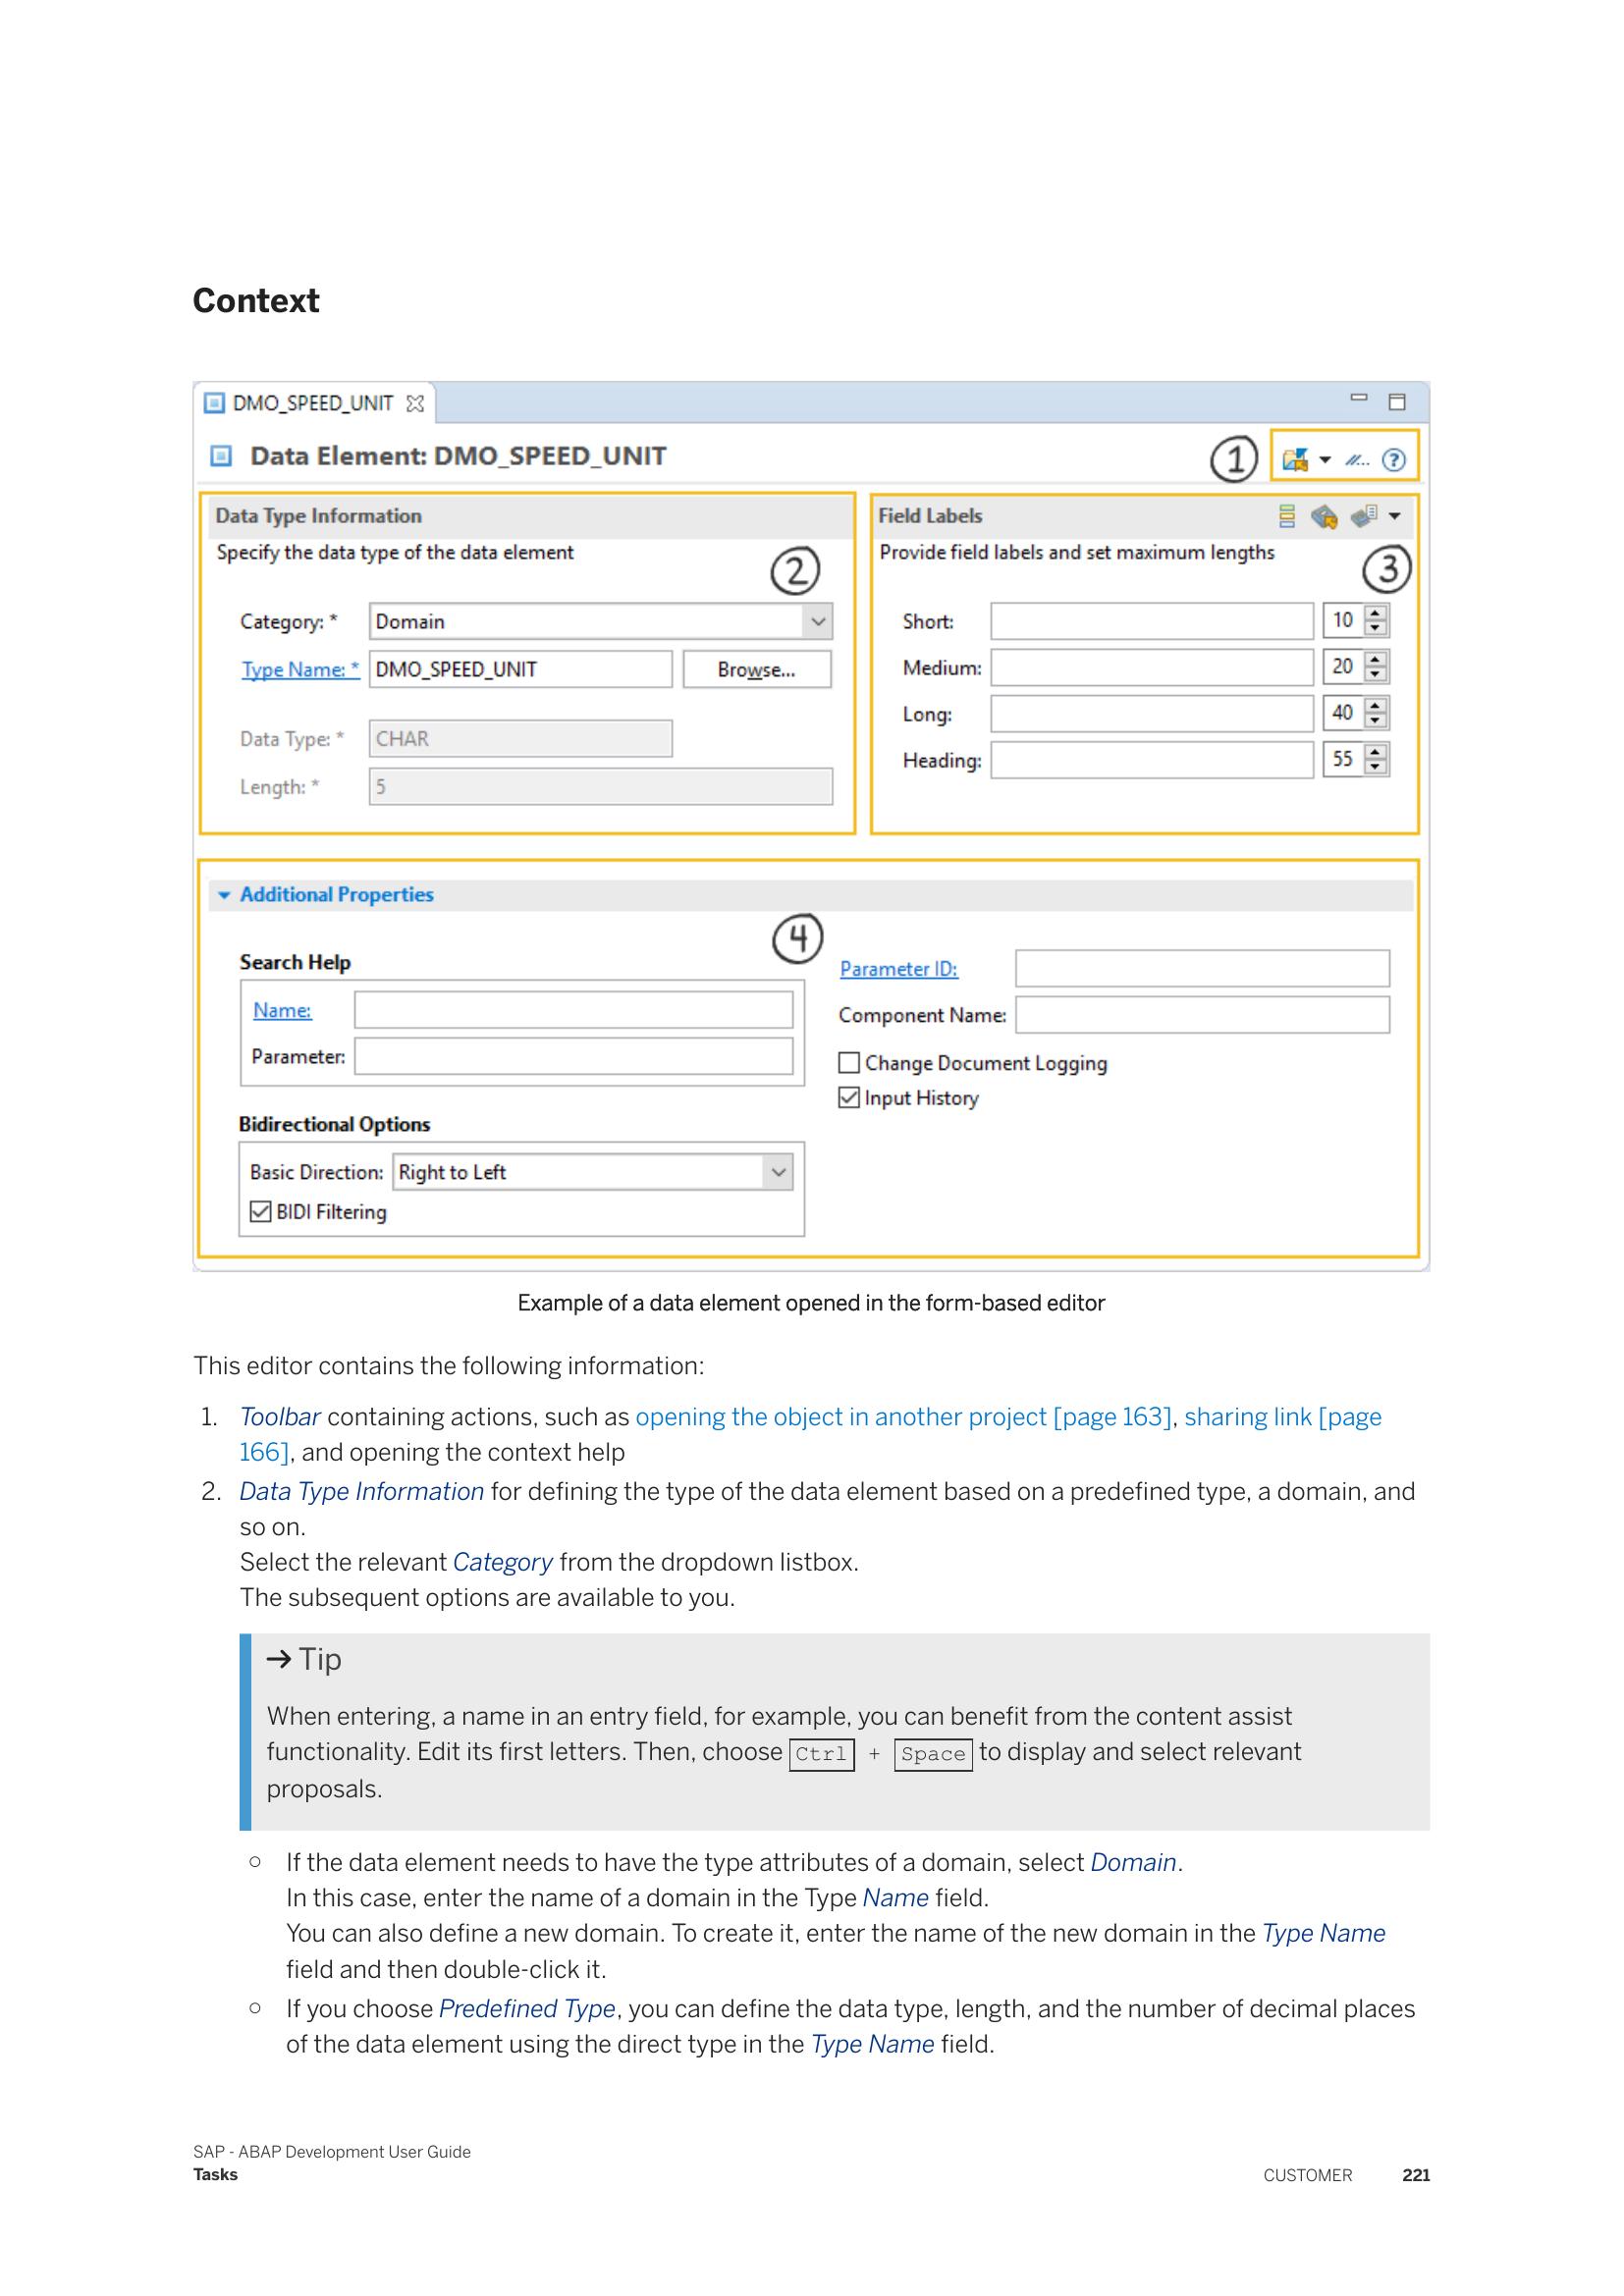 Context
DMO_SPEED_UNIT
Data Element: DMO_SPEED_UNIT
1
Data Type Information
Specify the data type of the data element
2
Category: * Domain
Type Name: * DMO_SPEED_UNIT Browse...
Data Type: * CHAR
Length: * 5
Field Labels
Provide field labels and set maximum lengths
3
Short: 10
Medium: 20
Long: 40
Heading: 55
Additional Properties
4
Search Help
Name:
Parameter:
Bidirectional Options
Basic Direction: Right to Left
BIDI Filtering
Parameter ID:
Component Name:
Change Document Logging
Input History
Example of a data element opened in the form-based editor
This editor contains the following information:
1. Toolbar containing actions, such as opening the object in another project [page 163], sharing link [page
166], and opening the context help
2. Data Type Information for defining the type of the data element based on a predefined type, a domain, and
so on.
Select the relevant Category from the dropdown listbox.
The subsequent options are available to you.
→ Tip
When entering, a name in an entry field, for example, you can benefit from the content assist
functionality. Edit its first letters. Then, choose Ctrl + Space to display and select relevant
proposals.
○ If the data element needs to have the type attributes of a domain, select Domain.
In this case, enter the name of a domain in the Type Name field.
You can also define a new domain. To create it, enter the name of the new domain in the Type Name
field and then double-click it.
○ If you choose Predefined Type, you can define the data type, length, and the number of decimal places
of the data element using the direct type in the Type Name field.
SAP - ABAP Development User Guide
Tasks
CUSTOMER 221